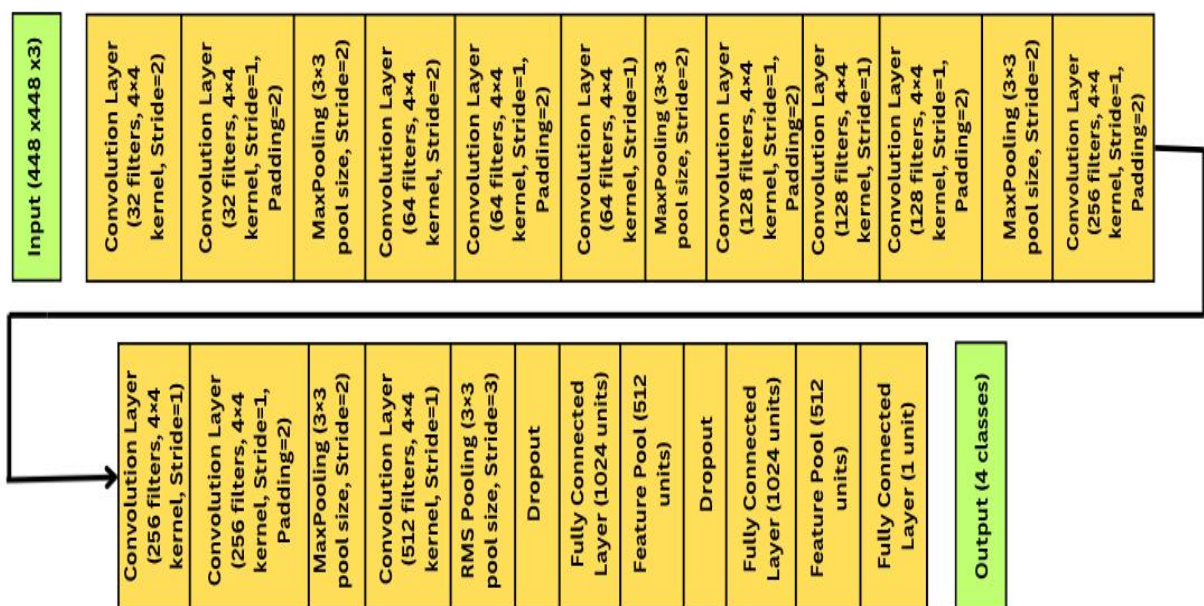 Input (448 x448 x3)
Convolution Layer
(32 filters, 4×4
kernel, Stride=2)
Convolution Layer
(32 filters, 4×4
kernel, Stride=1,
Padding=2)
MaxPooling (3×3
pool size, Stride=2)
Convolution Layer
(64 filters, 4×4
kernel, Stride=2)
Convolution Layer
(64 filters, 4×4
kernel, Stride=1,
Padding=2)
Convolution Layer
(64 filters, 4×4
kernel, Stride=1)
MaxPooling (3×3
pool size, Stride=2)
Convolution Layer
(128 filters, 4×4
kernel, Stride=1,
Padding=2)
Convolution Layer
(128 filters, 4×4
kernel, Stride=1)
Convolution Layer
(128 filters, 4×4
kernel, Stride=1,
Padding=2)
MaxPooling (3×3
pool size, Stride=2)
Convolution Layer
(256 filters, 4×4
kernel, Stride=1,
Padding=2)
Convolution Layer
(256 filters, 4×4
kernel, Stride=1)
Convolution Layer
(256 filters, 4×4
kernel, Stride=1,
Padding=2)
MaxPooling (3×3
pool size, Stride=2)
Convolution Layer
(512 filters, 4×4
kernel, Stride=1)
RMS Pooling (3×3
pool size, Stride=3)
Dropout
Fully Connected
Layer (1024 units)
Feature Pool (512
units)
Dropout
Fully Connected
Layer (1024 units)
Feature Pool (512
units)
Fully Connected
Layer (1 unit)
Output (4 classes)